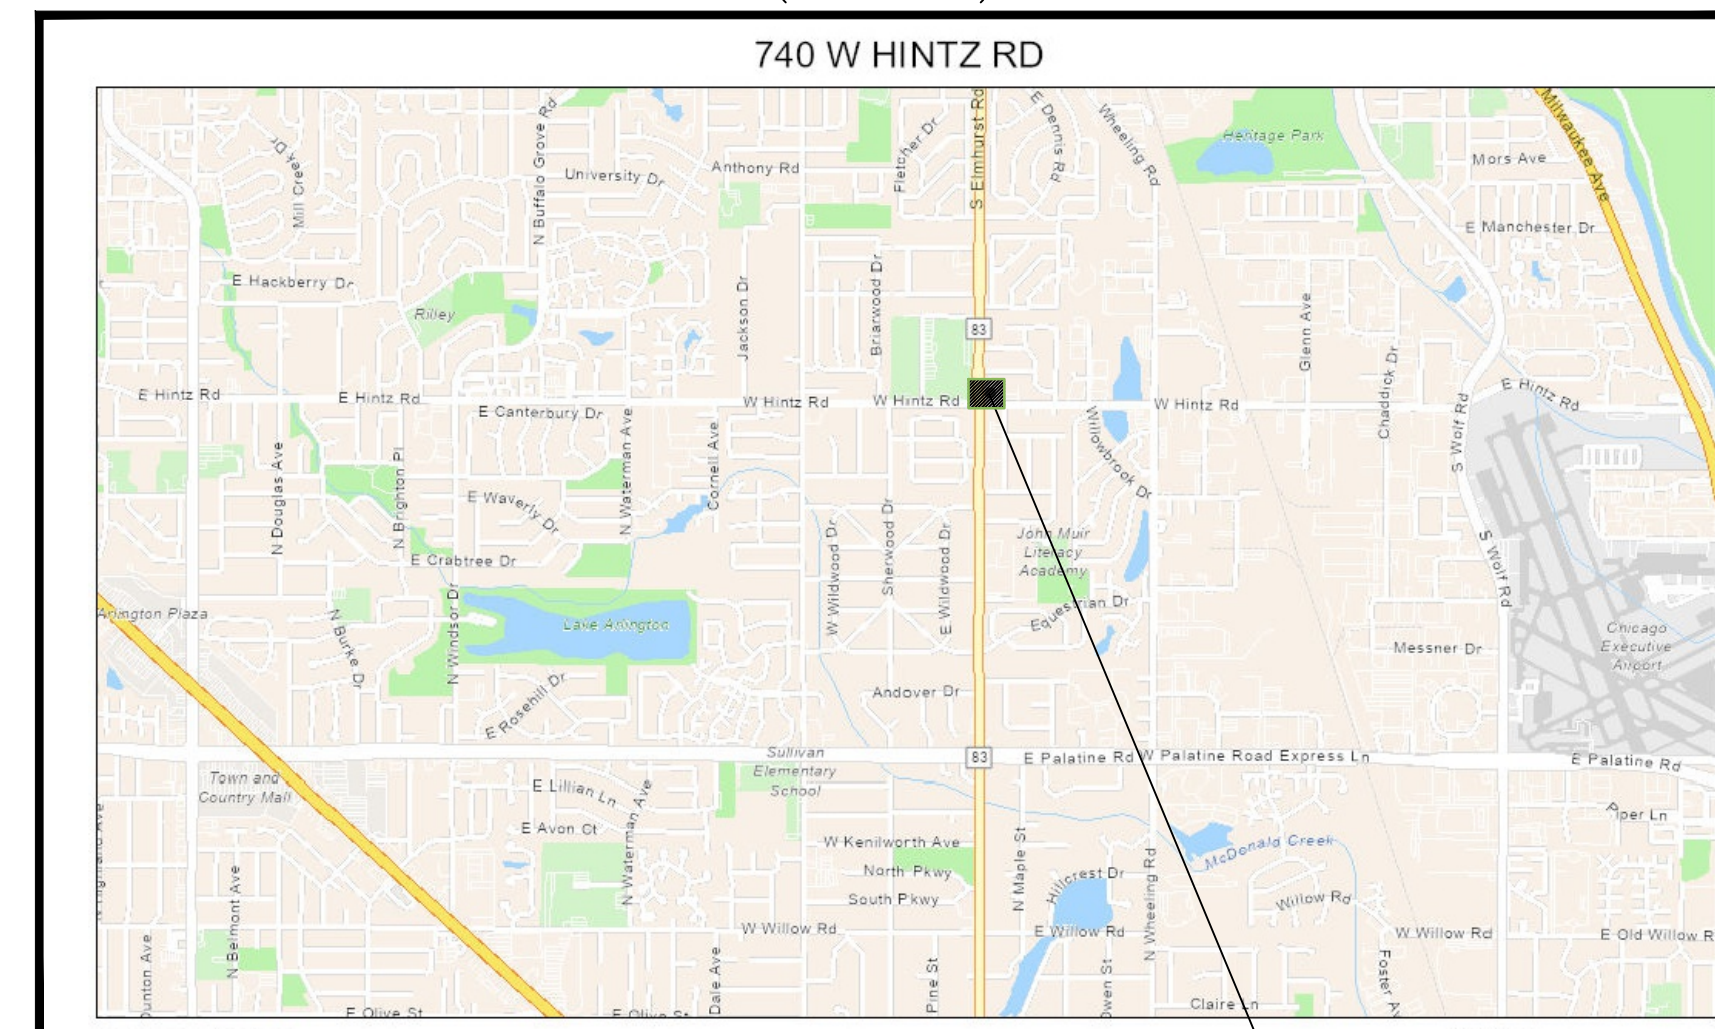 740 W HINTZ RD
S Elmhurst Rd
E Dennis Rd
Wheeling Rd
Milwaukee Ave
Heritage Park
Mors Ave
Mill Creek Dr
N Buffalo Grove Rd
University Dr
Anthony Rd
Fletcher Dr
E Manchester Dr
E Hackberry Dr
Rilley
Jackson Dr
Briarwood Dr
83
Glenn Ave
Chaddick Dr
E Hintz Rd
E Hintz Rd
E Canterbury Dr
W Hintz Rd
W Hintz Rd
W Hintz Rd
E Hintz Rd
S Wolf Rd
Willowbrook Dr
N Douglas Ave
N Brighton Pl
N Waterman Ave
Cornell Ave
E Waverly Dr
E Crabtree Dr
W Wildwood Dr
Sherwood Dr
E Wildwood Dr
John Muir
Literacy
Academy
Equestrian Dr
S Wolf Rd
Arlington Plaza
N Burke Dr
N Windsor Dr
Lake Arlington
Messner Dr
Chicago
Executive
Airport
E Rosehill Dr
Andover Dr
Sullivan
Elementary
School
83
E Palatine Rd
W Palatine Road Express Ln
E Palatine Rd
Town and
Country Mall
E Lillian Ln
E Avon Ct
N Waterman Ave
W Kenilworth Ave
North Pkwy
South Pkwy
N Maple St
Hillcrest Dr
N Wheeling Rd
McDonald Creek
Piper Ln
Willow Rd
N Belmont Ave
W Willow Rd
E Willow Rd
W Willow Rd
E Old Willow R
Dale Ave
Pine St
Foster Av
Claire Ln
E Olive St
E Olive St